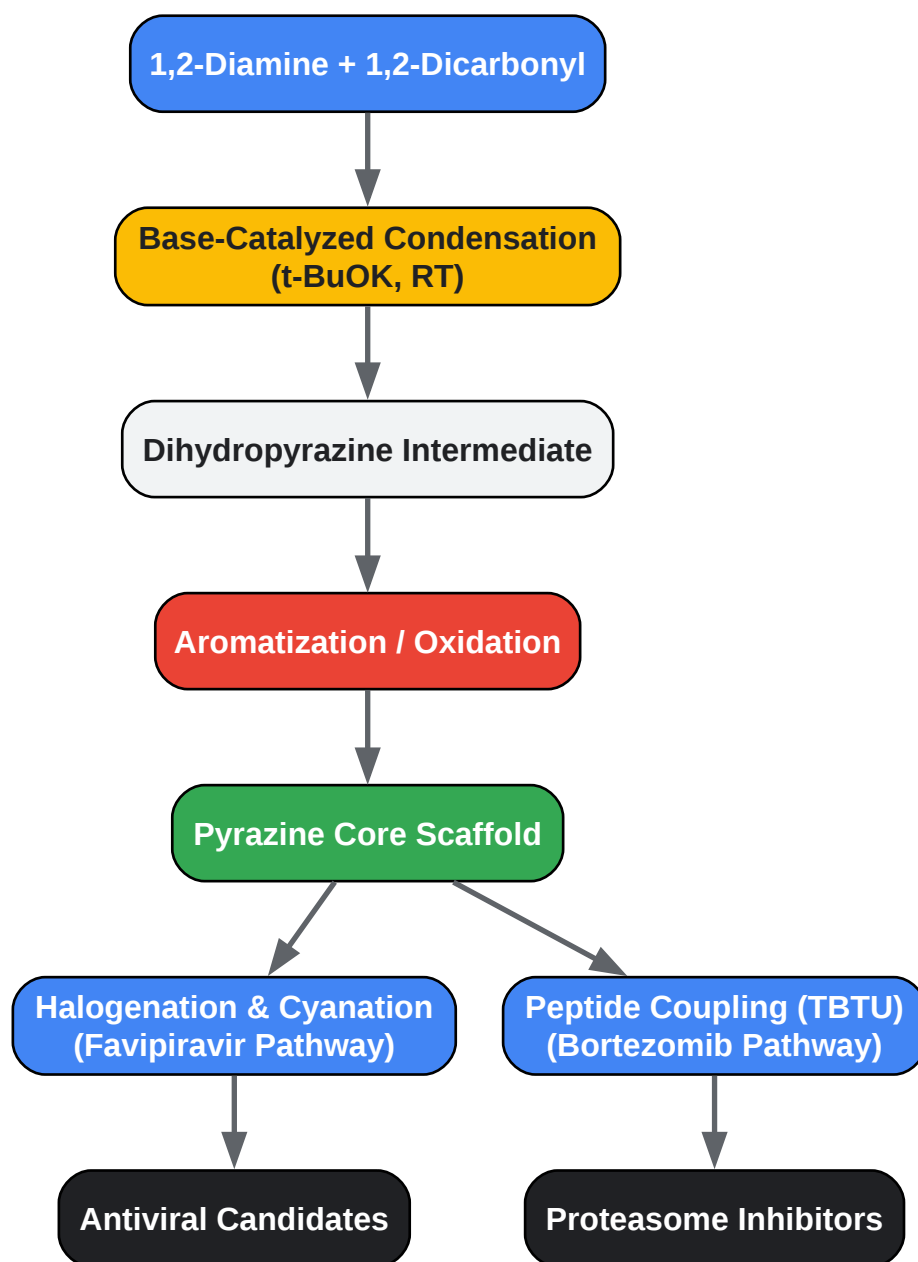 1,2-Diamine + 1,2-Dicarbonyl
Base-Catalyzed Condensation
(t-BuOK, RT)
Dihydropyrazine Intermediate
Aromatization / Oxidation
Pyrazine Core Scaffold
Halogenation & Cyanation
(Favipiravir Pathway)
Peptide Coupling (TBTU)
(Bortezomib Pathway)
Antiviral Candidates
Proteasome Inhibitors